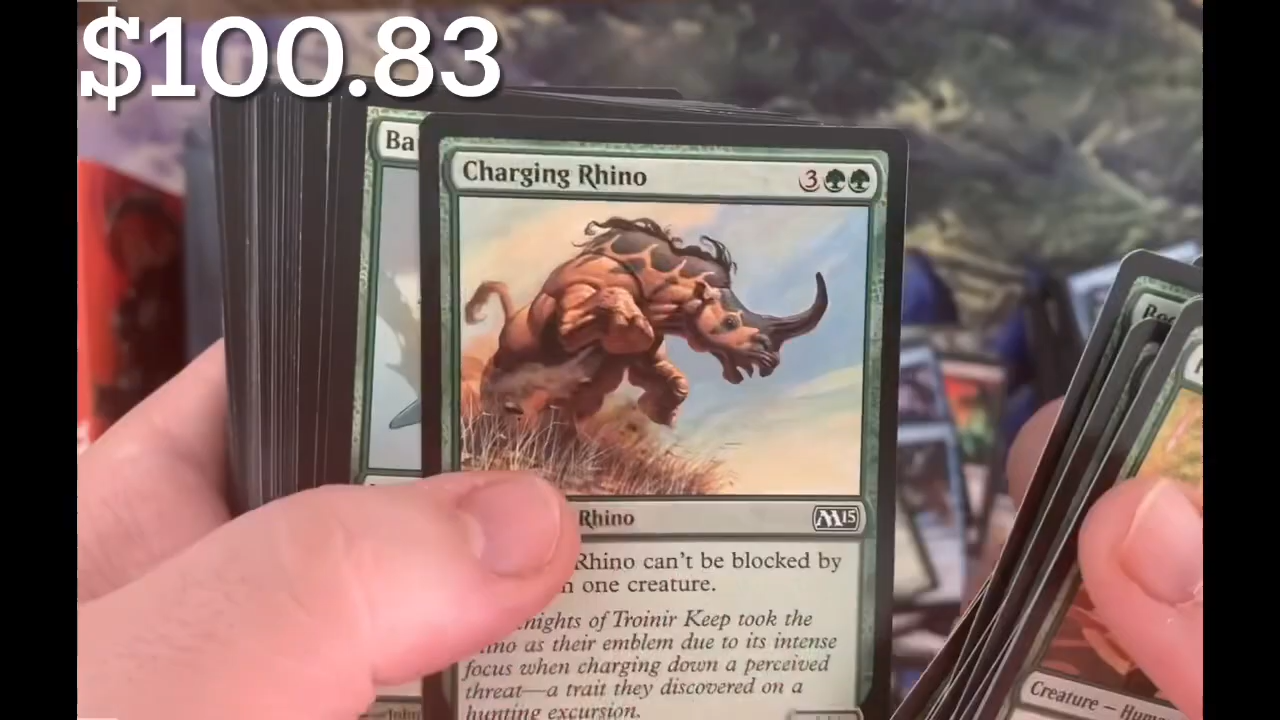 $100.83
Ba
Charging Rhino
3
Rhino
M15
Rhino can't be blocked by
one creature.
nights of Troinir Keep took the
as their emblem due to its intense
focus when charging down a perceived
threat—a trait they discovered on a
hunting excursion.
Creature — Hum